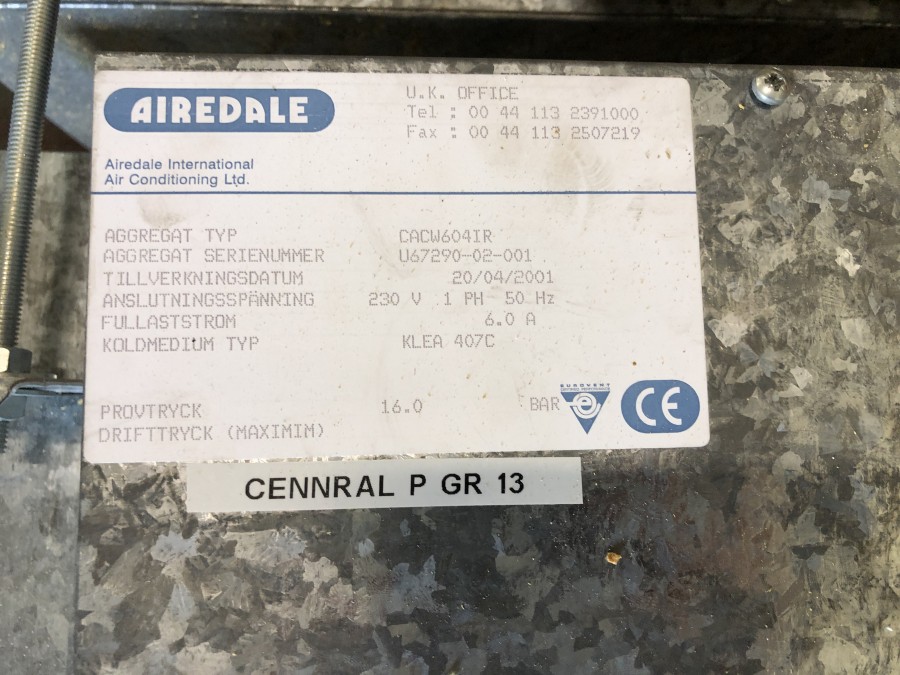 AIREDALE
Airedale International
Air Conditioning Ltd.
U.K. OFFICE
Tel : 00 44 113 2391000
Fax : 00 44 113 2507219
AGGREGAT TYP CACW604IR
AGGREGAT SERIENUMMER U67290-02-001
TILLVERKNINGSDATUM 20/04/2001
ANSLUTNINGSSPÄNNING 230 V 1 PH 50 Hz
FULLASTSTROM 6.0 A
KOLDMEDIUM TYP KLEA 407C
PROVTRYCK 16.0 BAR
DRIFTTRYCK (MAXIMIM)
EUROVENT
CE
CENNRAL P GR 13